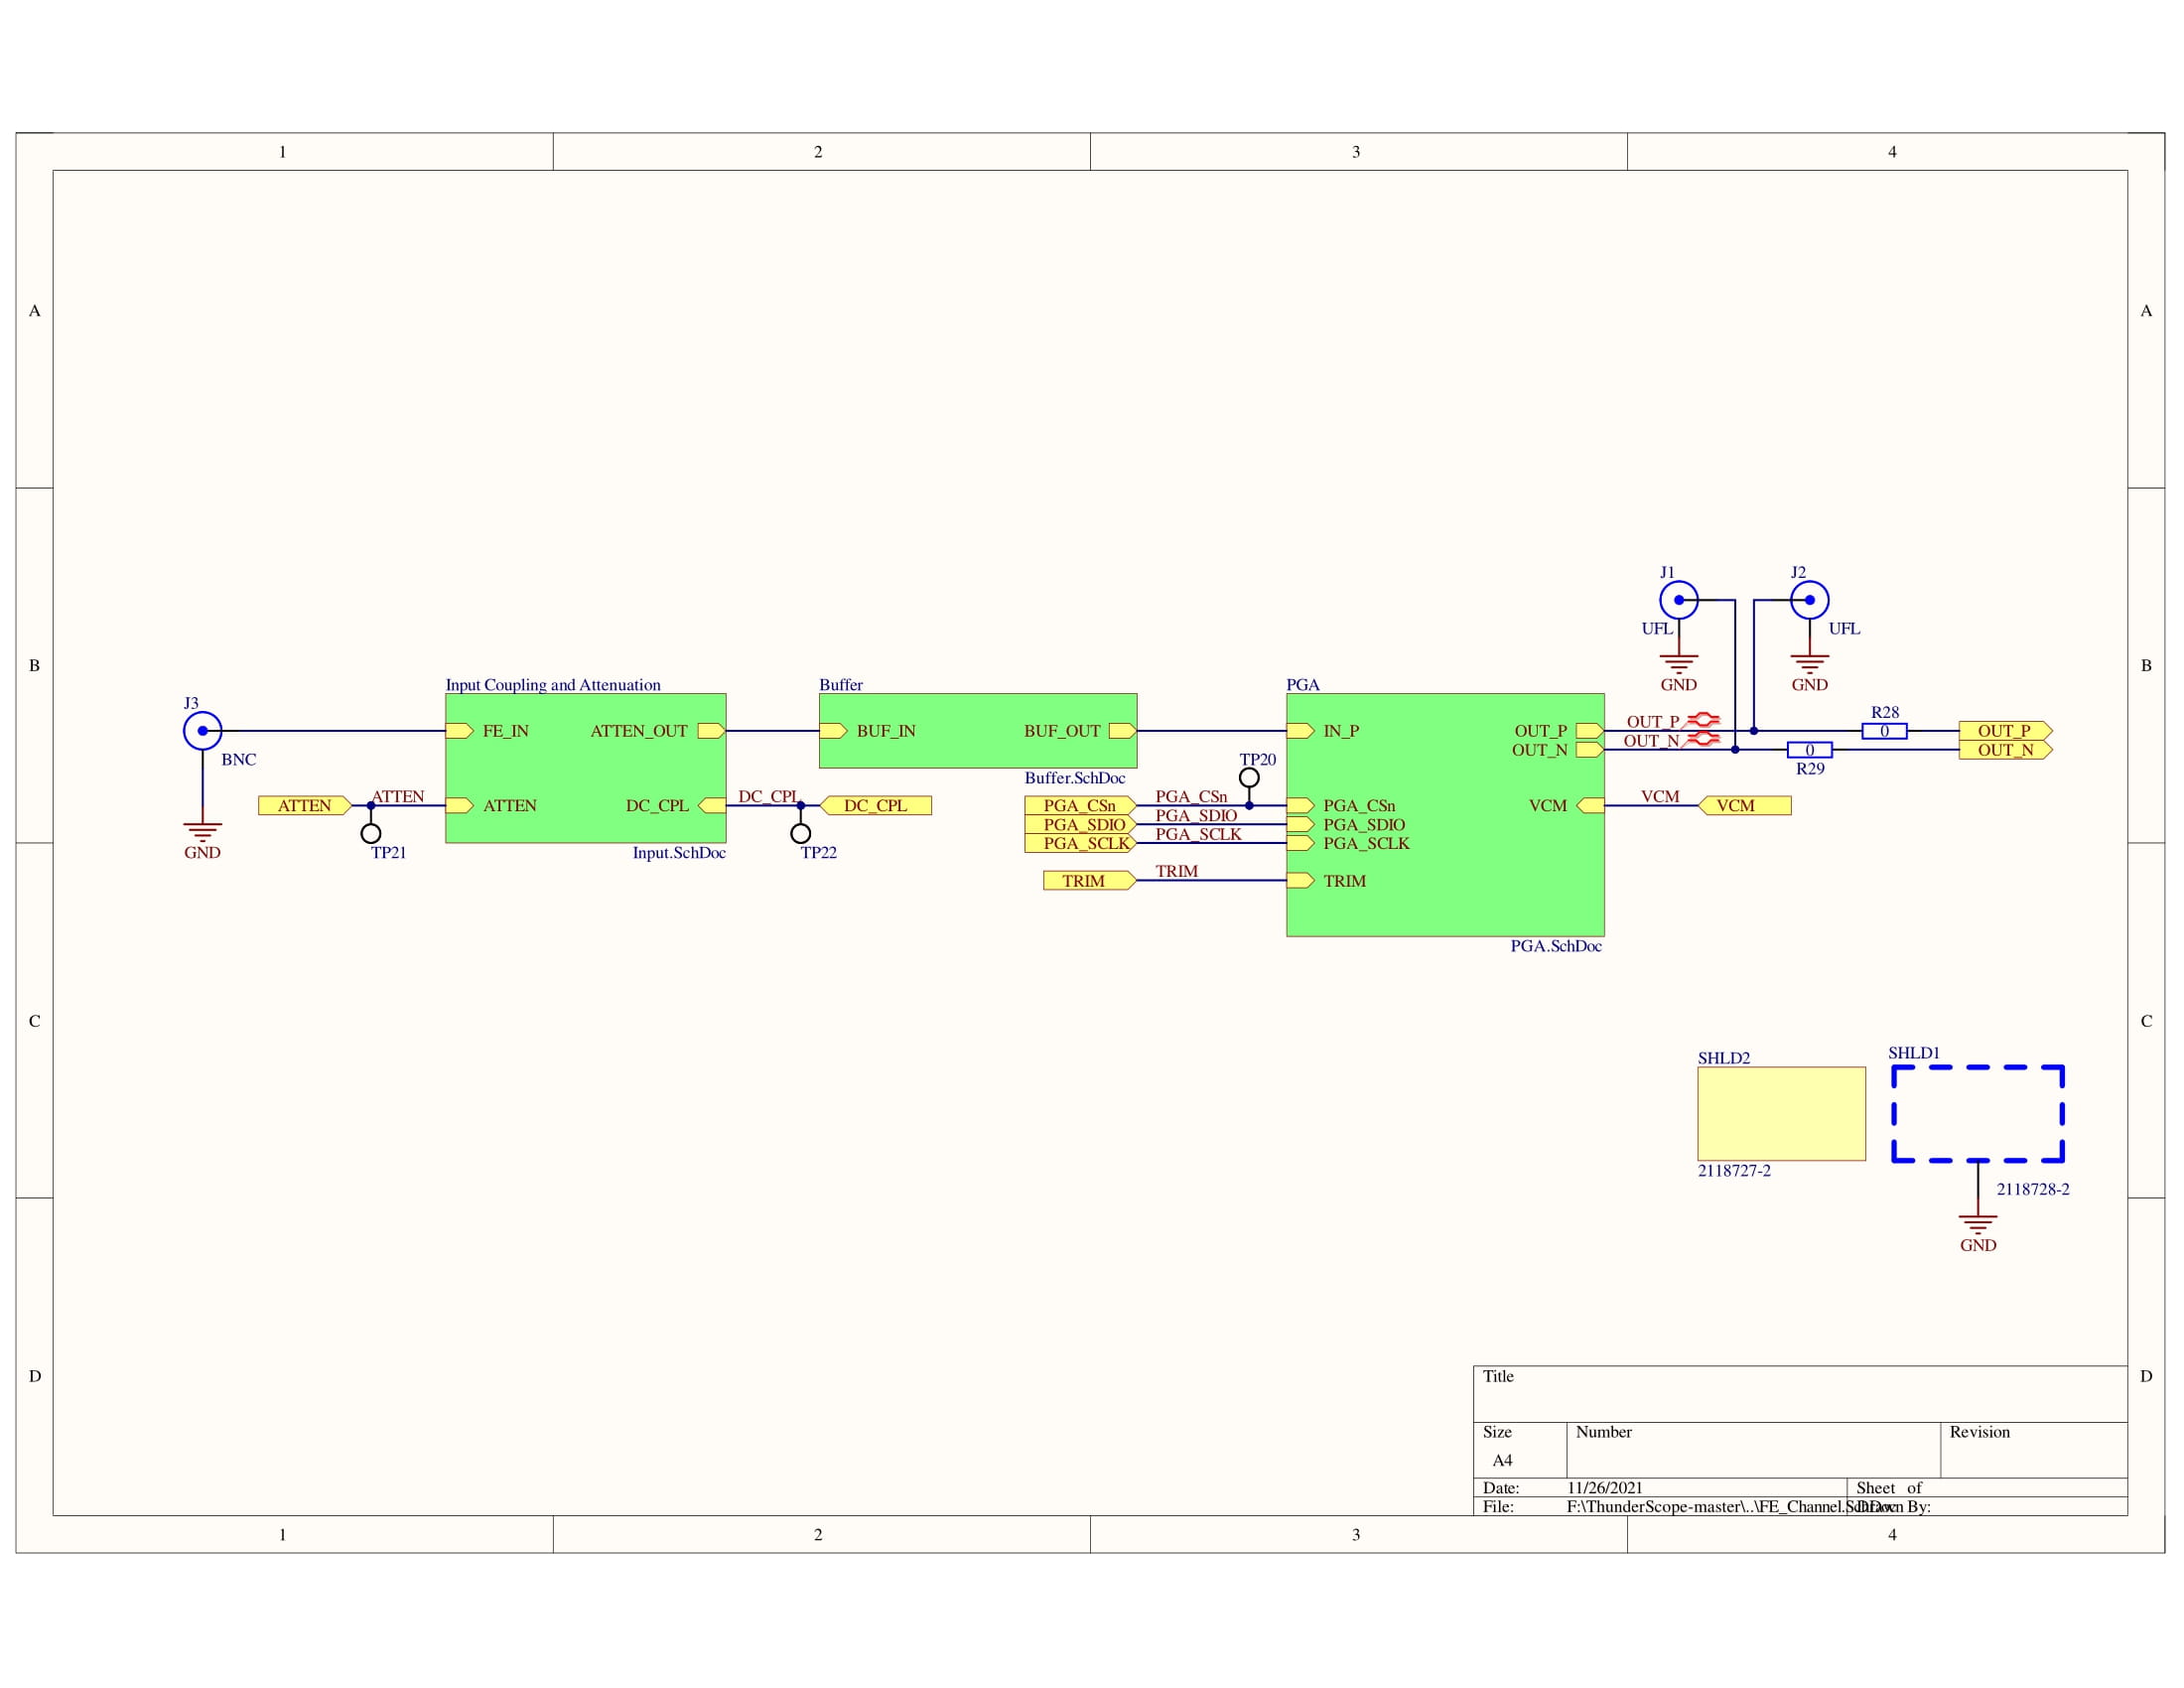 1 2 3 4
A A
J1 J2
UFL UFL
GND GND
B B
Input Coupling and Attenuation Buffer PGA
J3
BNC
GND
FE_IN ATTEN_OUT
BUF_IN BUF_OUT
IN_P OUT_P
OUT_N
OUT_P
OUT_N
R28
0
0
R29
OUT_P
OUT_N
TP20
Buffer.SchDoc
ATTEN ATTEN ATTEN DC_CPL DC_CPL DC_CPL
TP21 Input.SchDoc TP22
PGA_CSn PGA_CSn PGA_CSn VCM VCM VCM
PGA_SDIO PGA_SDIO PGA_SDIO
PGA_SCLK PGA_SCLK PGA_SCLK
TRIM TRIM TRIM
PGA.SchDoc
C C
SHLD2 SHLD1
2118727-2 2118728-2
GND
D D
Title
Size Number Revision
A4
Date: 11/26/2021 Sheet of
File: F:\ThunderScope-master\..\FE_Channel.SchDoc Drawn By:
1 2 3 4